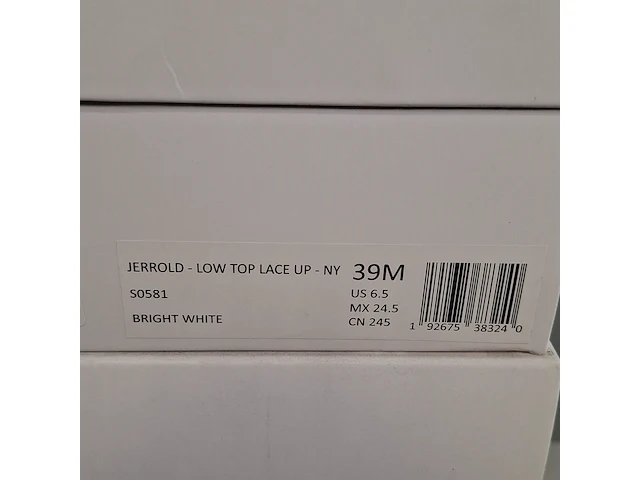 JERROLD - LOW TOP LACE UP - NY 39M
S0581 US 6.5
MX 24.5
BRIGHT WHITE CN 245
1 92675 38324 0